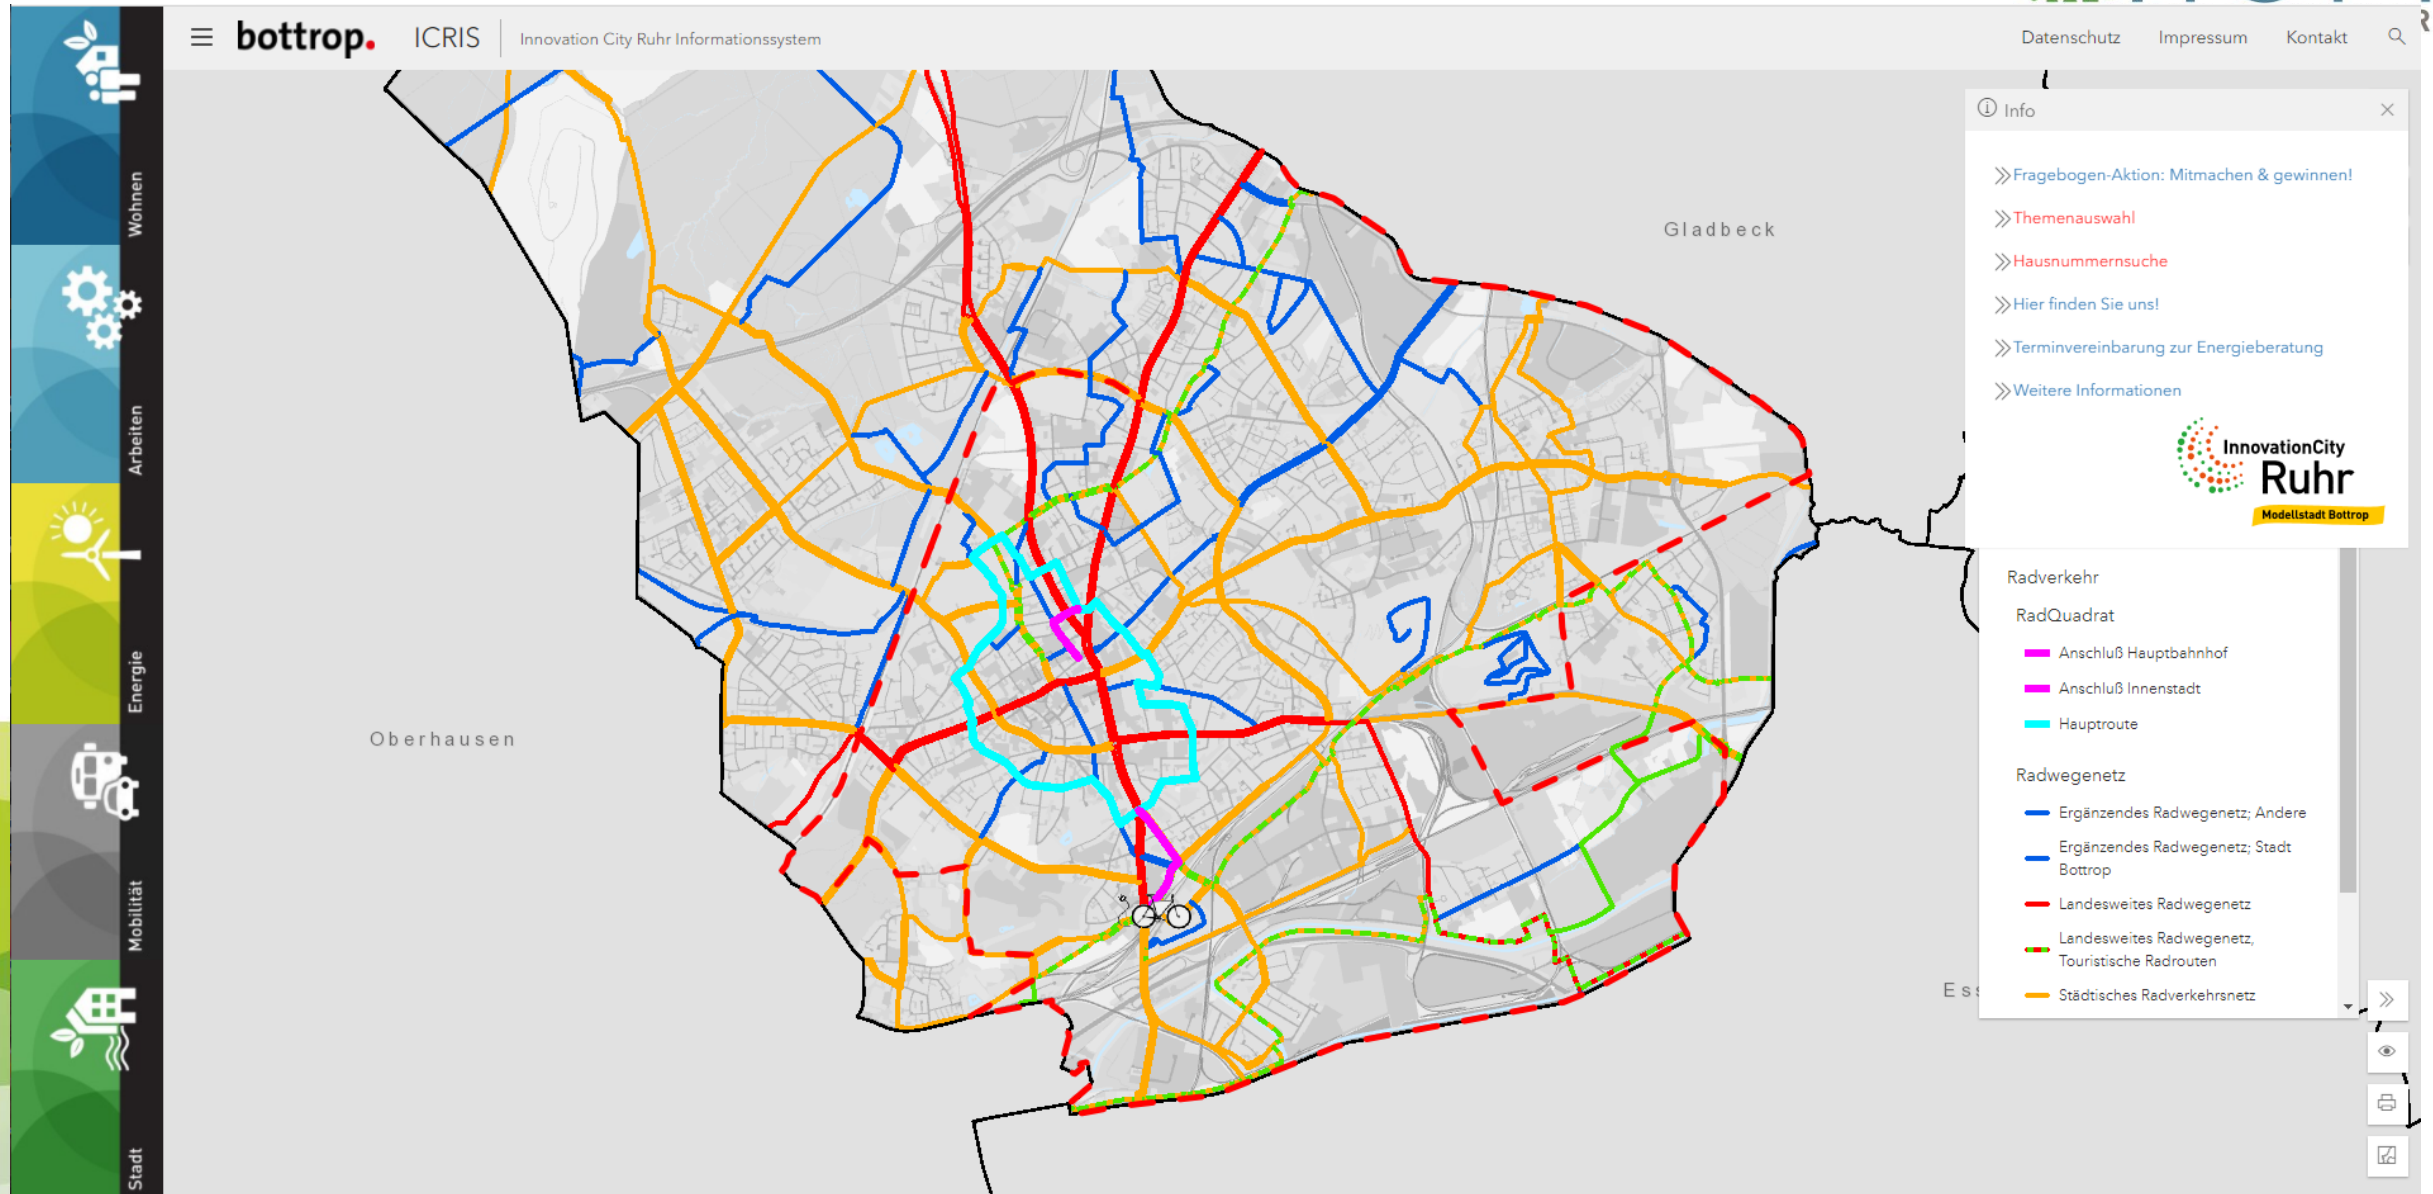 bottrop.
ICRIS
Innovation City Ruhr Informationssystem
Datenschutz
Impressum
Kontakt
Wohnen
Arbeiten
Energie
Mobilität
Stadt
Gladbeck
Oberhausen
Info
Fragebogen-Aktion: Mitmachen & gewinnen!
Themenauswahl
Hausnummernsuche
Hier finden Sie uns!
Terminvereinbarung zur Energieberatung
Weitere Informationen
InnovationCity
Ruhr
Modellstadt Bottrop
Radverkehr
RadQuadrat
Anschluß Hauptbahnhof
Anschluß Innenstadt
Hauptroute
Radwegenetz
Ergänzendes Radwegenetz; Andere
Ergänzendes Radwegenetz; Stadt
Bottrop
Landesweites Radwegenetz
Landesweites Radwegenetz,
Touristische Radrouten
Städtisches Radverkehrsnetz